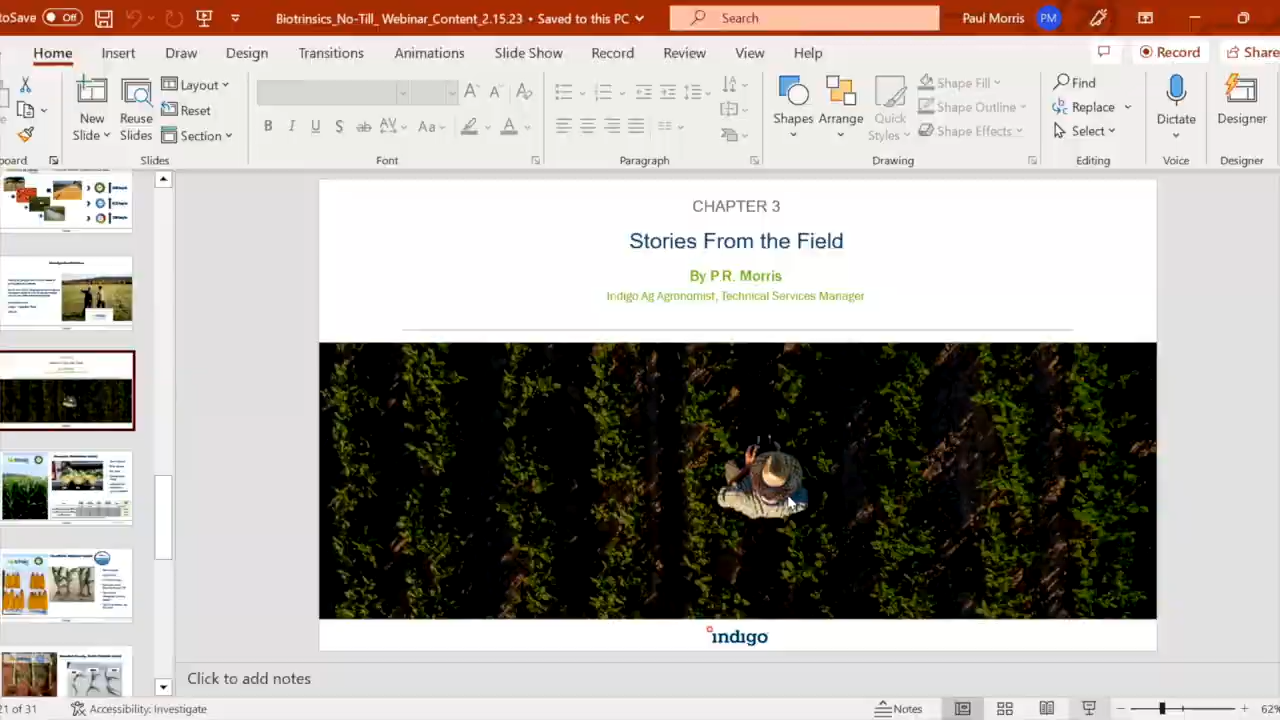 toSave Off
Biotrinsics_No-Till_Webinar_Content_2.15.23 • Saved to this PC
Search
Paul Morris PM
Home Insert Draw Design Transitions Animations Slide Show Record Review View Help
Record Share
New Slide
Reuse Slides
Layout
Reset
Section
Shapes
Arrange
Quick Styles
Shape Fill
Shape Outline
Shape Effects
Find
Replace
Select
Dictate
Designer
B I U S ab AV Aa A
board Slides Font Paragraph Drawing Editing Voice Designer
CHAPTER 3
Stories From the Field
By P.R. Morris
Indigo Ag Agronomist, Technical Services Manager
indigo
Click to add notes
21 of 31 Accessibility: Investigate Notes 62%